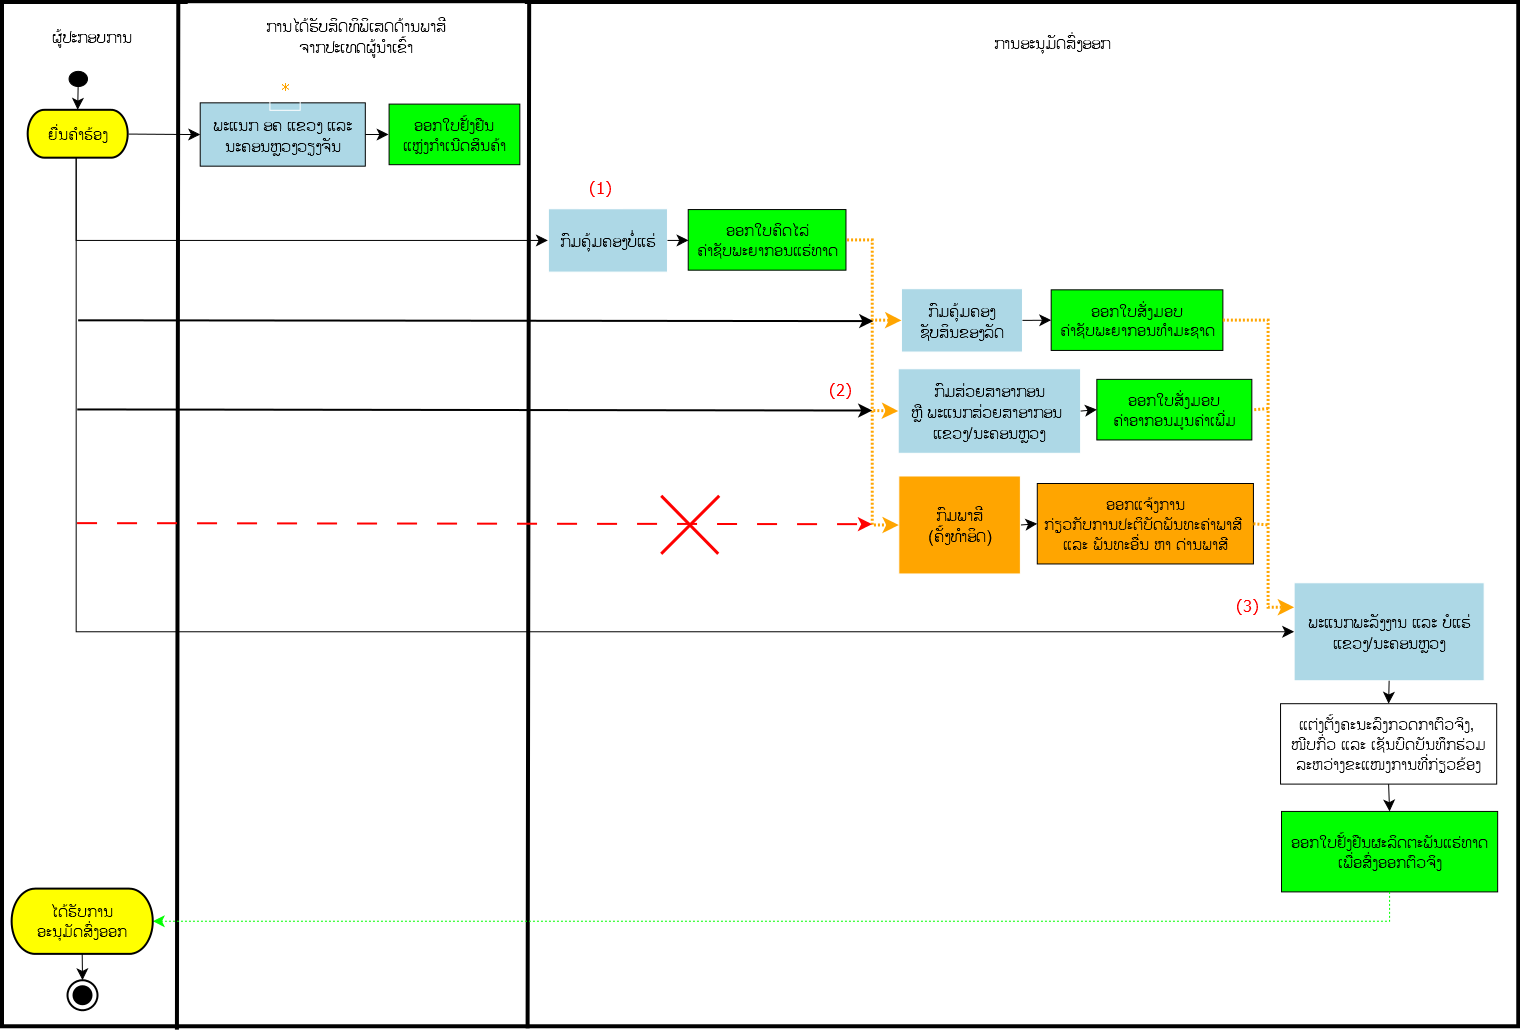 ຜູ້ປະກອບການ
ການໄດ້ຮັບສິດທິພິເສດດ້ານພາສີ
ຈາກປະເທດຜູ້ນຳເຂົ້າ
ການອະນຸມັດສົ່ງອອກ
*
ຍື່ນຄຳຮ້ອງ
ພະແນກ ອຄ ແຂວງ ແລະ
ນະຄອນຫຼວງວຽງຈັນ
ອອກໃບຢັ້ງຢືນ
ແຫຼ່ງກຳເນີດສິນຄ້າ
(1)
ກົມຄຸ້ມຄອງບໍ່ແຮ່
ອອກໃບຄິດໄລ່
ຄ່າຊັບພະຍາກອນແຮ່ທາດ
ກົມຄຸ້ມຄອງ
ຊັບສິນຂອງລັດ
ອອກໃບສັ່ງມອບ
ຄ່າຊັບພະຍາກອນທຳມະຊາດ
(2)
ກົມສ່ວຍສາອາກອນ
ຫຼື ພະແນກສ່ວຍສາອາກອນ
ແຂວງ/ນະຄອນຫຼວງ
ອອກໃບສັ່ງມອບ
ຄ່າອາກອນມູນຄ່າເພີ່ມ
ກົມພາສີ
(ຄັ້ງທຳອິດ)
ອອກແຈ້ງການ
ກ່ຽວກັບການປະຕິບັດພັນທະຄ່າພາສີ
ແລະ ພັນທະອື່ນ ຫາ ດ່ານພາສີ
(3)
ພະແນກພະລັງງານ ແລະ ບໍ່ແຮ່
ແຂວງ/ນະຄອນຫຼວງ
ແຕ່ງຕັ້ງຄະນະລົງກວດກາຕົວຈິງ,
ໜີບກົ່ວ ແລະ ເຊັນບົດບັນທຶກຮ່ວມ
ລະຫວ່າງຂະແໜງການທີ່ກ່ຽວຂ້ອງ
ອອກໃບຢັ້ງຢືນຜະລິດຕະພັນແຮ່ທາດ
ເພື່ອສົ່ງອອກຕົວຈິງ
ໄດ້ຮັບການ
ອະນຸມັດສົ່ງອອກ